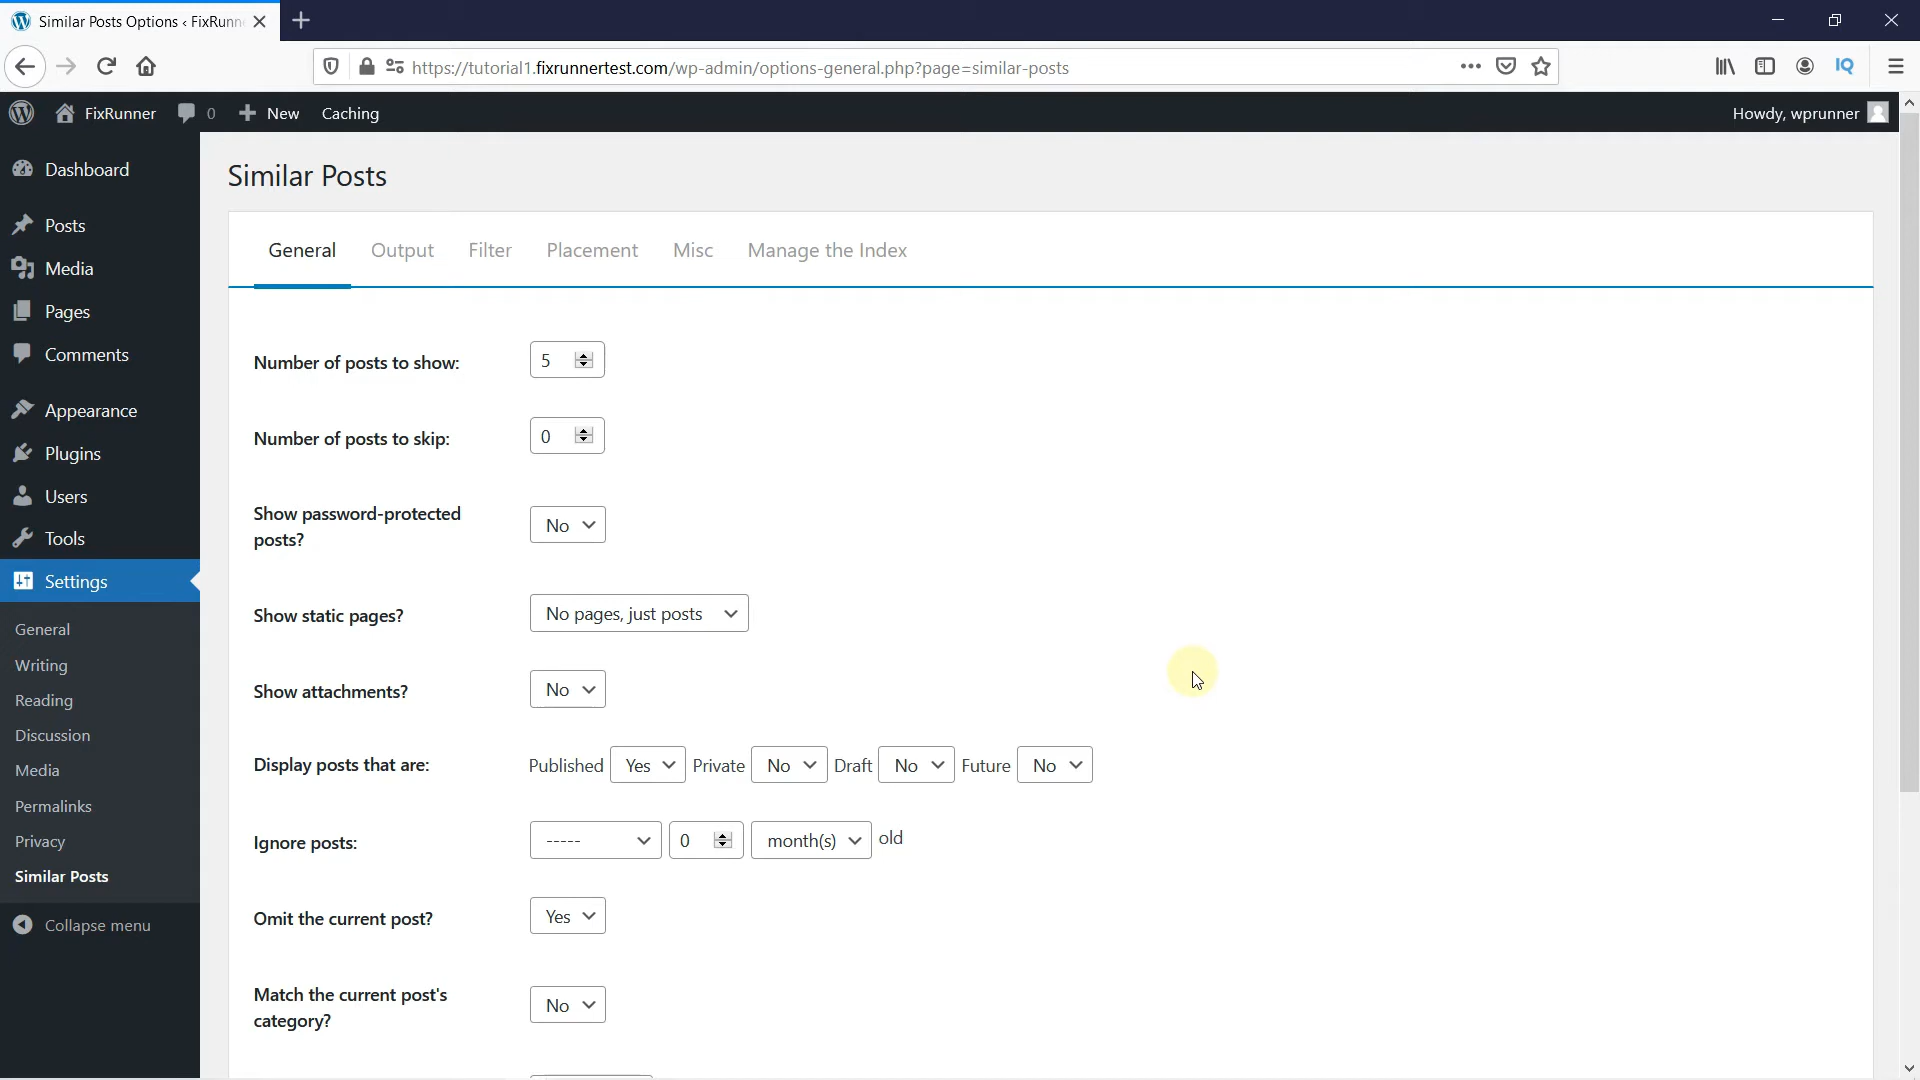 Similar Posts Options ‹ FixRunn
https://tutorial1.fixrunnertest.com/wp-admin/options-general.php?page=similar-posts
IQ
FixRunner 0 New Caching Howdy, wprunner
Dashboard
Posts
Media
Pages
Comments
Appearance
Plugins
Users
Tools
Settings
General
Writing
Reading
Discussion
Media
Permalinks
Privacy
Similar Posts
Collapse menu
Similar Posts
General Output Filter Placement Misc Manage the Index
Number of posts to show: 5
Number of posts to skip: 0
Show password-protected
posts? No
Show static pages? No pages, just posts
Show attachments? No
Display posts that are: Published Yes Private No Draft No Future No
Ignore posts: ----- 0 month(s) old
Omit the current post? Yes
Match the current post's
category? No